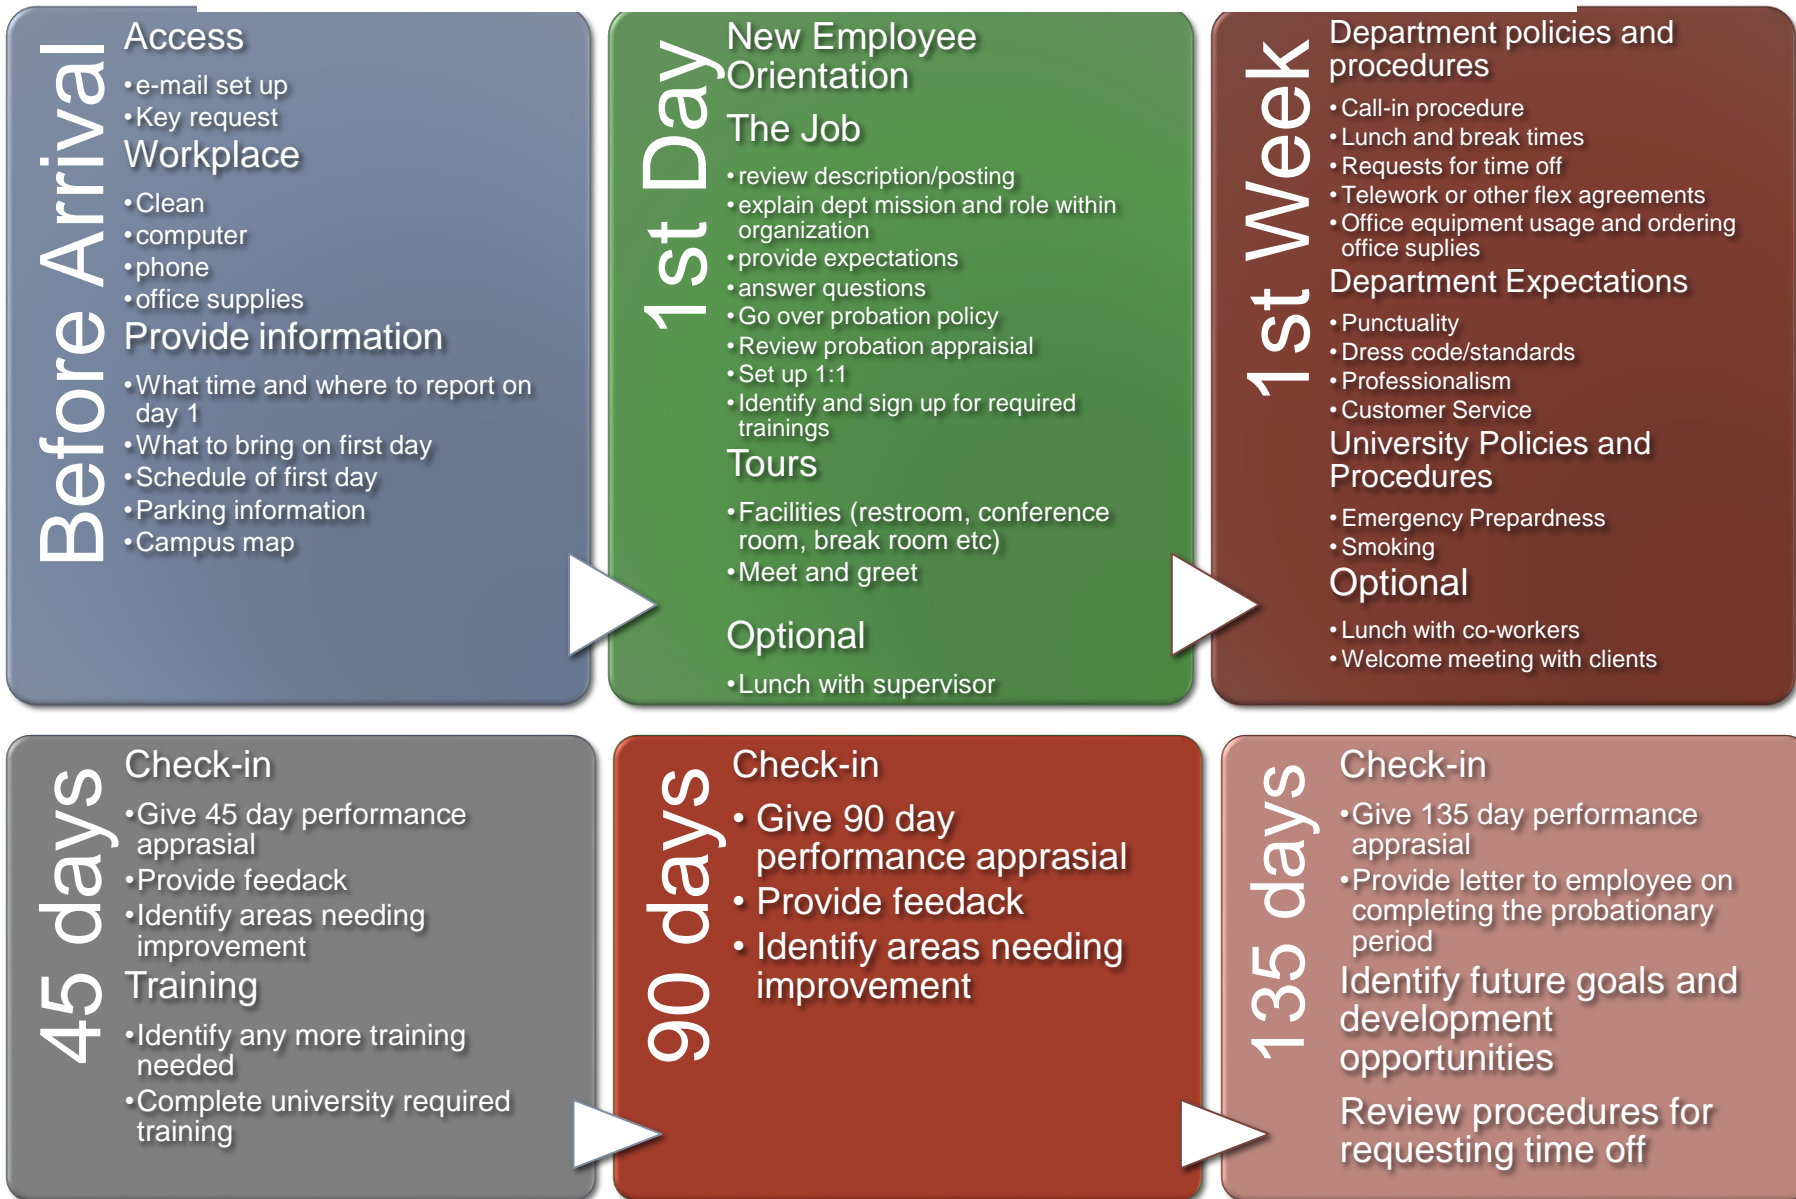 Before Arrival
Access
•e-mail set up
•Key request
Workplace
•Clean
•computer
•phone
•office supplies
Provide information
•What time and where to report on
day 1
•What to bring on first day
•Schedule of first day
•Parking information
•Campus map
1st Day
New Employee
Orientation
The Job
•review description/posting
•explain dept mission and role within
organization
•provide expectations
•answer questions
•Go over probation policy
•Review probation appraisial
•Set up 1:1
•Identify and sign up for required
trainings
Tours
•Facilities (restroom, conference
room, break room etc)
•Meet and greet
Optional
•Lunch with supervisor
1st Week
Department policies and
procedures
•Call-in procedure
•Lunch and break times
•Requests for time off
•Telework or other flex agreements
•Office equipment usage and ordering
office suplies
Department Expectations
•Punctuality
•Dress code/standards
•Professionalism
•Customer Service
University Policies and
Procedures
•Emergency Prepardness
•Smoking
Optional
•Lunch with co-workers
•Welcome meeting with clients
45 days
Check-in
•Give 45 day performance
apprasial
•Provide feedack
•Identify areas needing
improvement
Training
•Identify any more training
needed
•Complete university required
training
90 days
Check-in
• Give 90 day
performance apprasial
• Provide feedack
• Identify areas needing
improvement
135 days
Check-in
•Give 135 day performance
apprasial
•Provide letter to employee on
completing the probationary
period
Identify future goals and
development
opportunities
Review procedures for
requesting time off